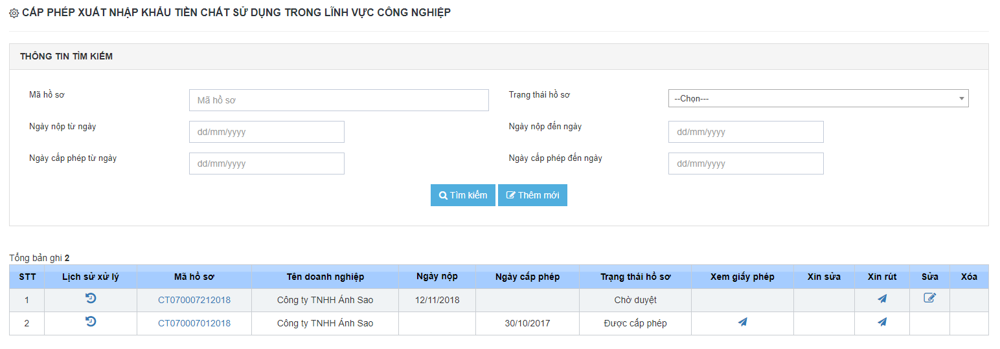 CẤP PHÉP XUẤT NHẬP KHẨU TIỀN CHẤT SỬ DỤNG TRONG LĨNH VỰC CÔNG NGHIỆP
THÔNG TIN TÌM KIẾM
Mã hồ sơ Mã hồ sơ Trạng thái hồ sơ --Chọn---
Ngày nộp từ ngày dd/mm/yyyy Ngày nộp đến ngày dd/mm/yyyy
Ngày cấp phép từ ngày dd/mm/yyyy Ngày cấp phép đến ngày dd/mm/yyyy
Tìm kiếm Thêm mới
Tổng bản ghi 2
STT Lịch sử xử lý Mã hồ sơ Tên doanh nghiệp Ngày nộp Ngày cấp phép Trạng thái hồ sơ Xem giấy phép Xin sửa Xin rút Sửa Xóa
1 CT070007212018 Công ty TNHH Ánh Sao 12/11/2018 Chờ duyệt
2 CT070007012018 Công ty TNHH Ánh Sao 30/10/2017 Được cấp phép